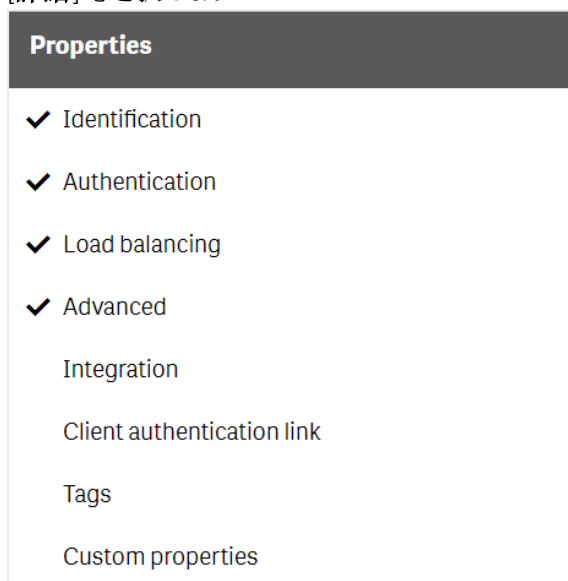 Properties
Identification
Authentication
Load balancing
Advanced
Integration
Client authentication link
Tags
Custom properties